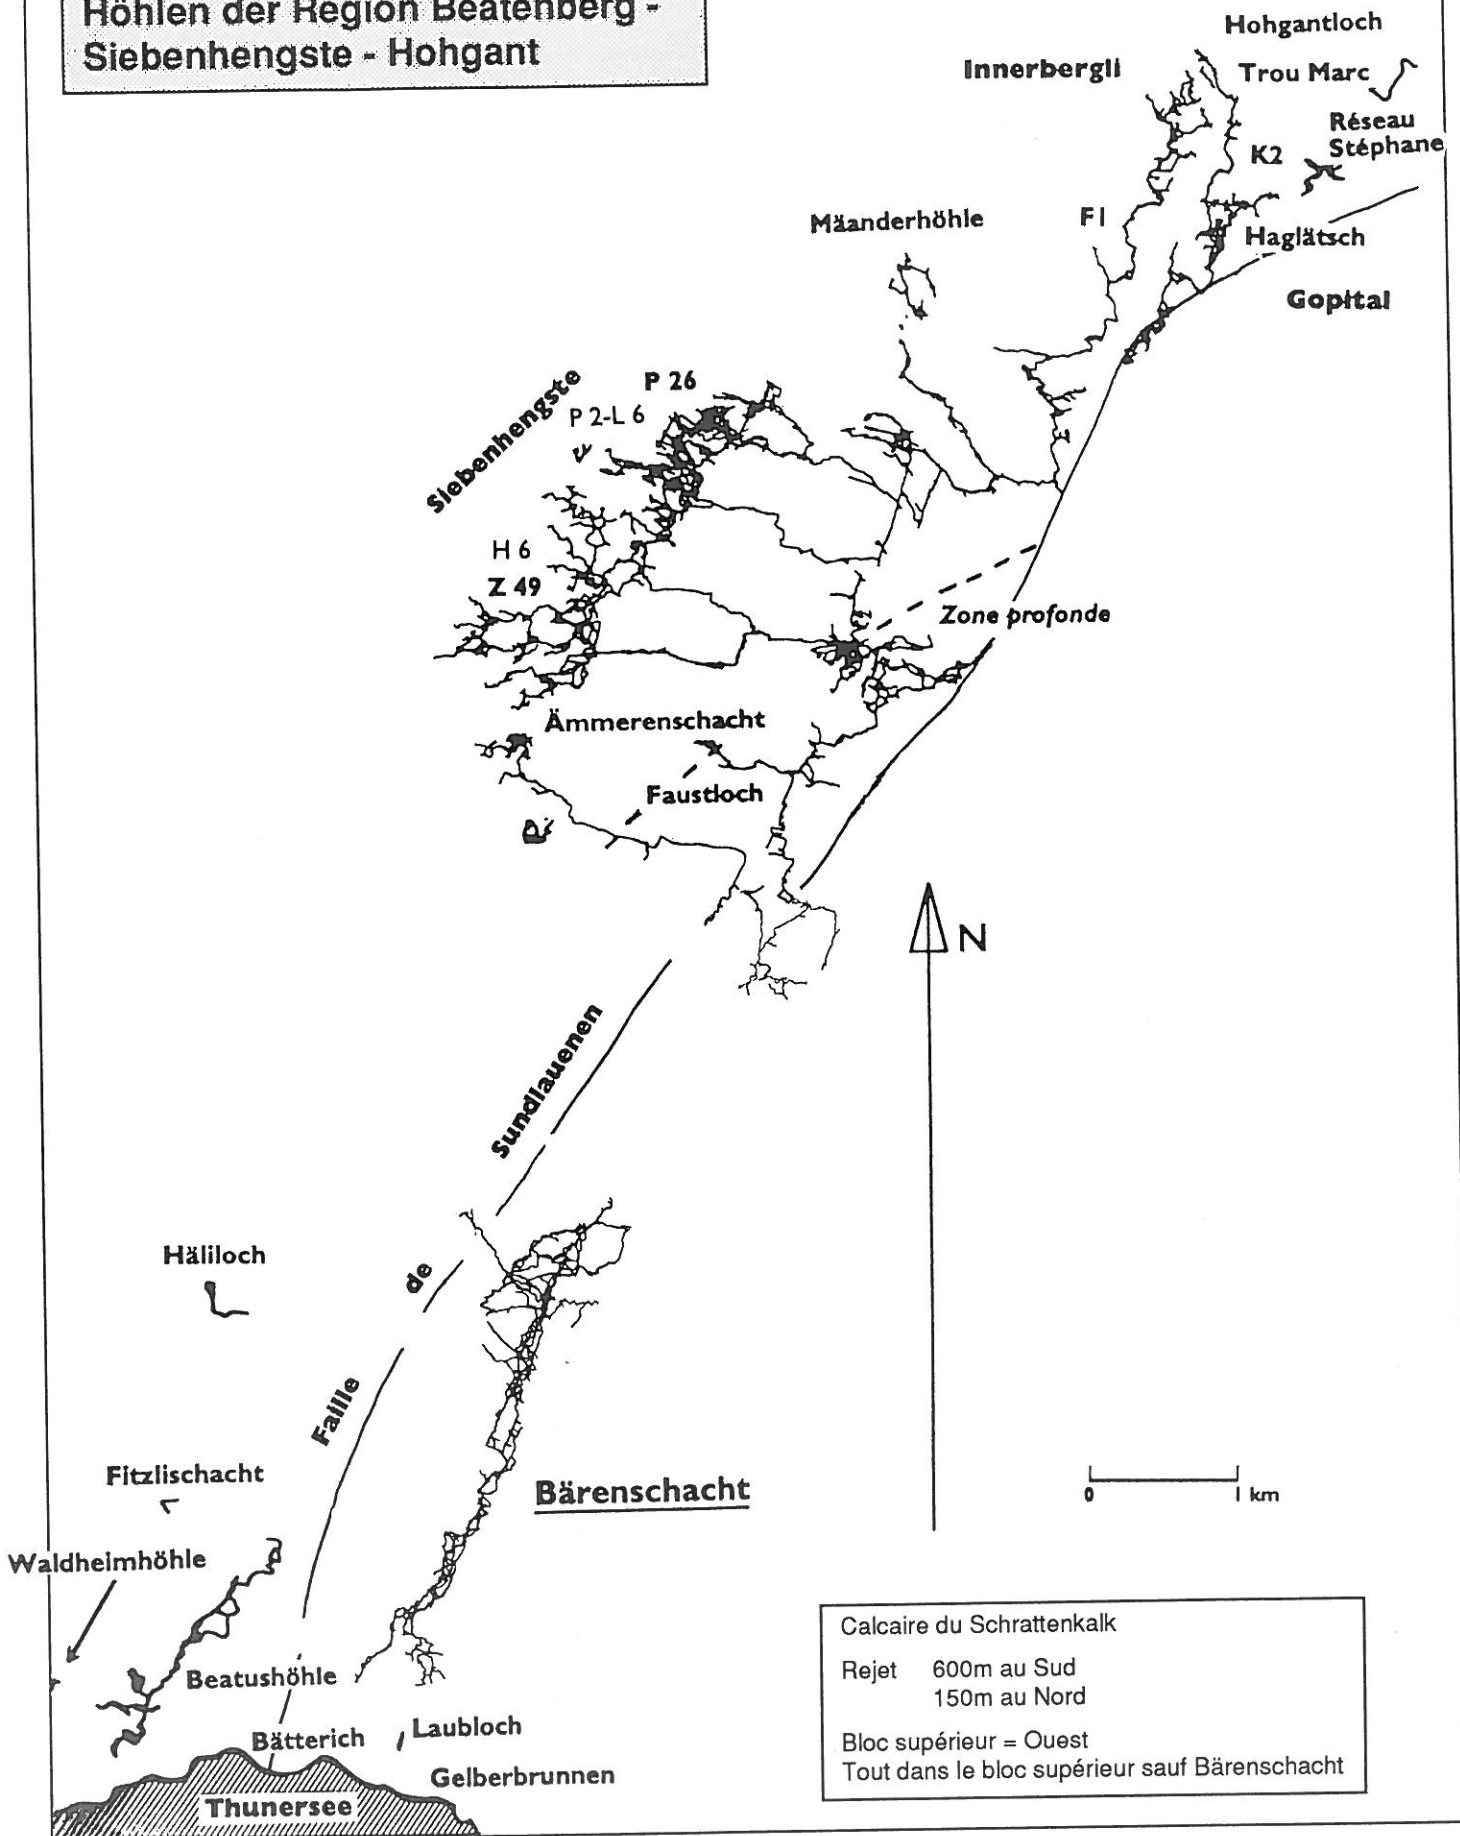 Höhlen der Region Beatenberg -
Siebenhengste - Hohgant
Hohgantloch
Innerbergli
Trou Marc
Réseau
Stéphane
K2
Mäanderhöhle
F1
Haglätsch
Gopital
Siebenhengste
P 26
P 2-L 6
H 6
Z 49
Zone profonde
Ämmerenschacht
Faustloch
N
Faille de Sundlauenen
Häliloch
Fitzlischacht
Bärenschacht
0 1 km
Waldheimhöhle
Beatushöhle
Bätterich
Laubloch
Gelberbrunnen
Thunersee
Calcaire du Schrattenkalk
Rejet 600m au Sud
150m au Nord
Bloc supérieur = Ouest
Tout dans le bloc supérieur sauf Bärenschacht